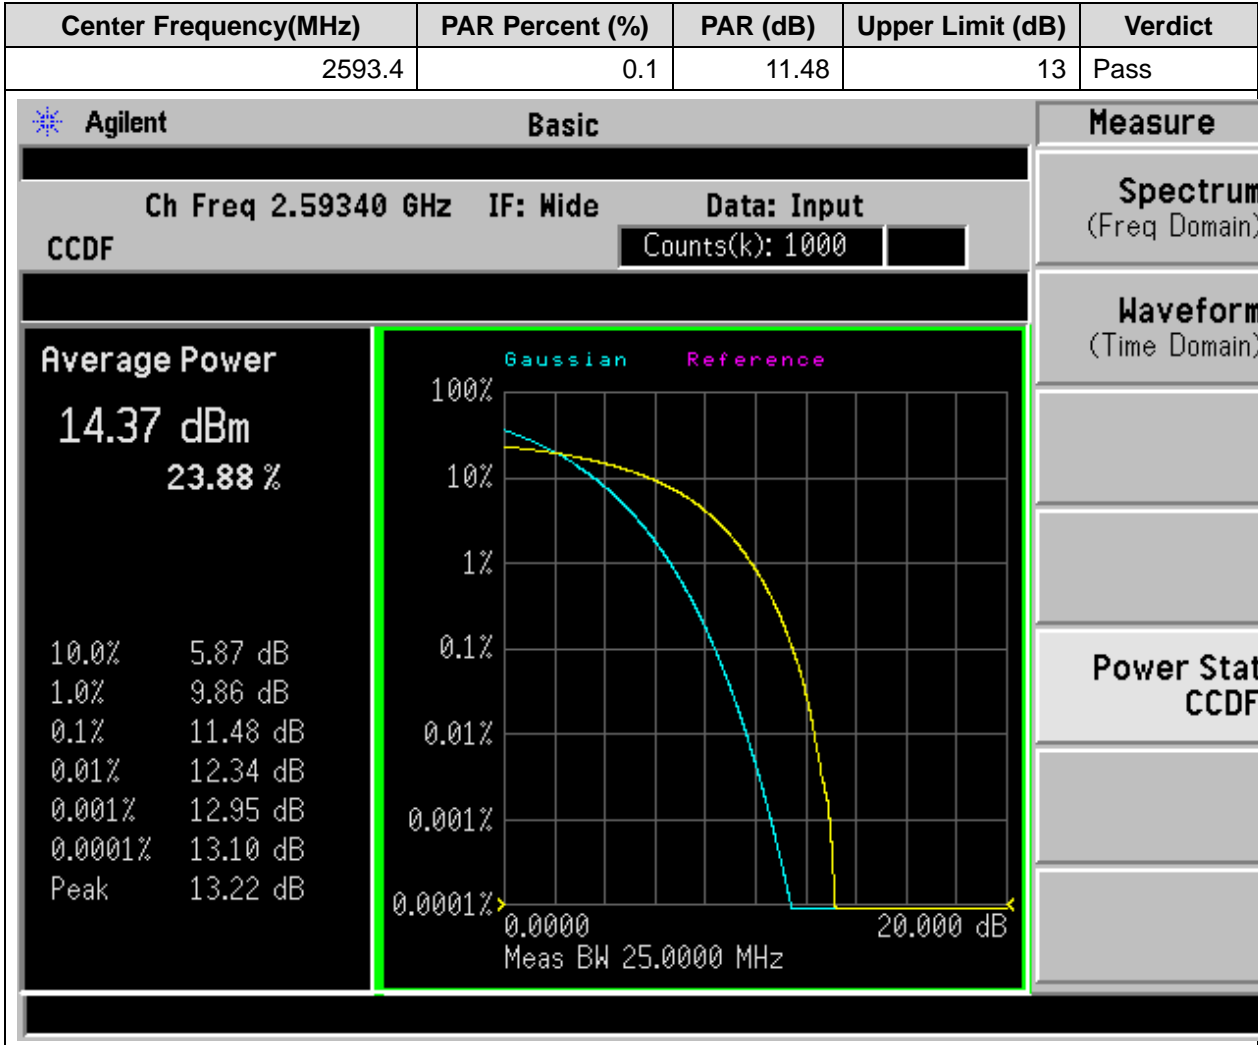 Center Frequency(MHz) PAR Percent (%) PAR (dB) Upper Limit (dB) Verdict
2593.4 0.1 11.48 13 Pass
Agilent Basic Measure
Ch Freq 2.59340 GHz IF: Wide Data: Input
CCDF Counts(k): 1000
Spectrum
(Freq Domain)
Waveform
(Time Domain)
Power Stat
CCDF
Average Power
14.37 dBm
23.88 %
10.0% 5.87 dB
1.0% 9.86 dB
0.1% 11.48 dB
0.01% 12.34 dB
0.001% 12.95 dB
0.0001% 13.10 dB
Peak 13.22 dB
Gaussian Reference
100%
10%
1%
0.1%
0.01%
0.001%
0.0001%
0.0000 20.000 dB
Meas BW 25.0000 MHz